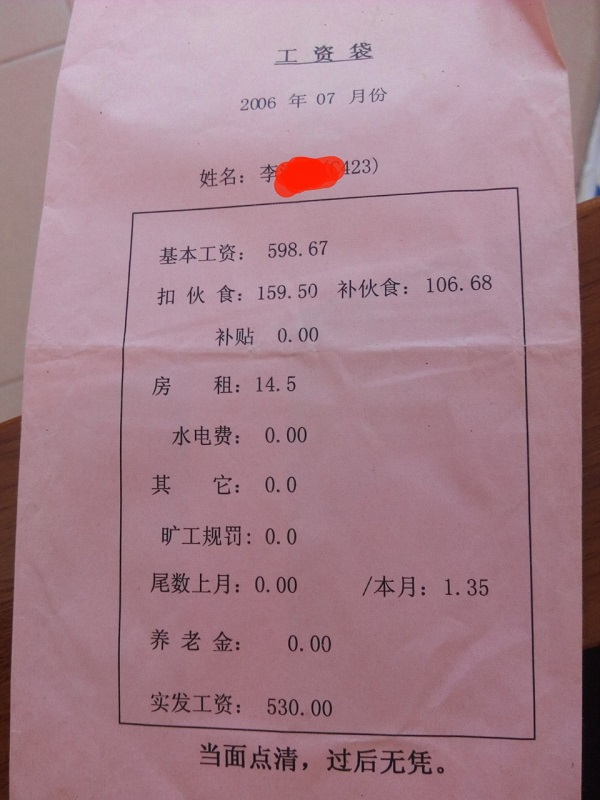 工资袋
2006 年 07 月份
姓名: 李 423)
基本工资: 598.67
扣 伙 食: 159.50 补伙食: 106.68
补贴 0.00
房 租: 14.5
水电费: 0.00
其 它: 0.0
旷工规罚: 0.0
尾数上月: 0.00 /本月: 1.35
养 老 金: 0.00
实发工资: 530.00
当面点清，过后无凭。